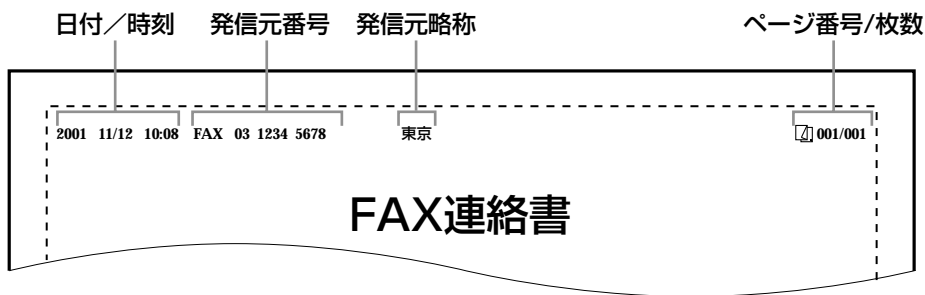 日付／時刻 発信元番号 発信元略称 ページ番号/枚数
2001 11/12 10:08 FAX 03 1234 5678 東京 001/001
FAX連絡書